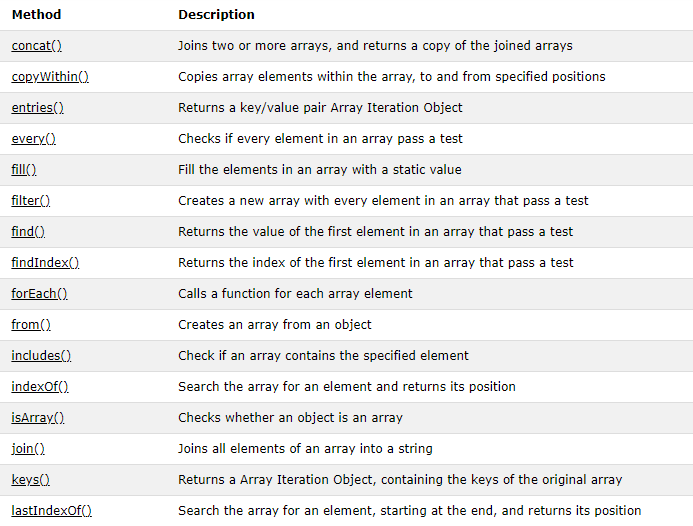 Method Description
concat() Joins two or more arrays, and returns a copy of the joined arrays
copyWithin() Copies array elements within the array, to and from specified positions
entries() Returns a key/value pair Array Iteration Object
every() Checks if every element in an array pass a test
fill() Fill the elements in an array with a static value
filter() Creates a new array with every element in an array that pass a test
find() Returns the value of the first element in an array that pass a test
findIndex() Returns the index of the first element in an array that pass a test
forEach() Calls a function for each array element
from() Creates an array from an object
includes() Check if an array contains the specified element
indexOf() Search the array for an element and returns its position
isArray() Checks whether an object is an array
join() Joins all elements of an array into a string
keys() Returns a Array Iteration Object, containing the keys of the original array
lastIndexOf() Search the array for an element, starting at the end, and returns its position